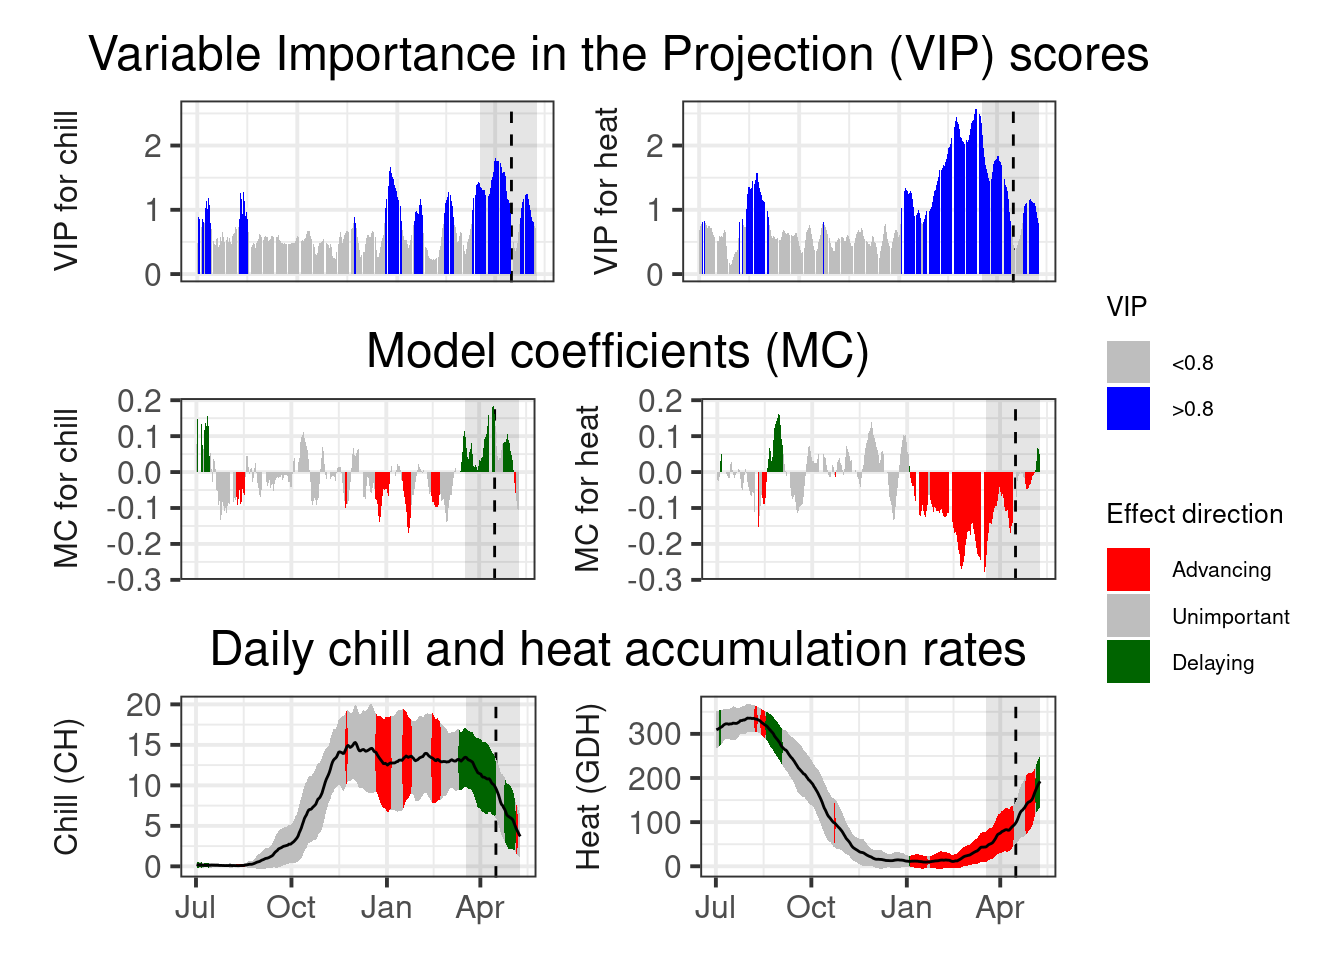 Variable Importance in the Projection (VIP) scores
VIP for chill
2
1
0
VIP for heat
2
1
0
Model coefficients (MC)
MC for chill
0.2
0.1
0.0
-0.1
-0.2
-0.3
MC for heat
0.2
0.1
0.0
-0.1
-0.2
-0.3
Daily chill and heat accumulation rates
Chill (CH)
20
15
10
5
0
Jul Oct Jan Apr
Heat (GDH)
300
200
100
0
Jul Oct Jan Apr
VIP
<0.8
>0.8
Effect direction
Advancing
Unimportant
Delaying